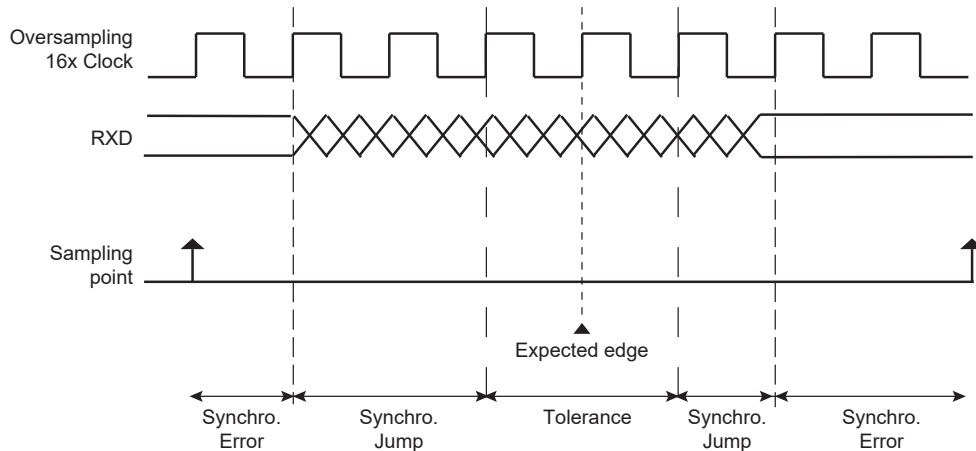 Oversampling
16x Clock
RXD
Sampling
point
Expected edge
Synchro.
Error
Synchro.
Jump
Tolerance
Synchro.
Jump
Synchro.
Error